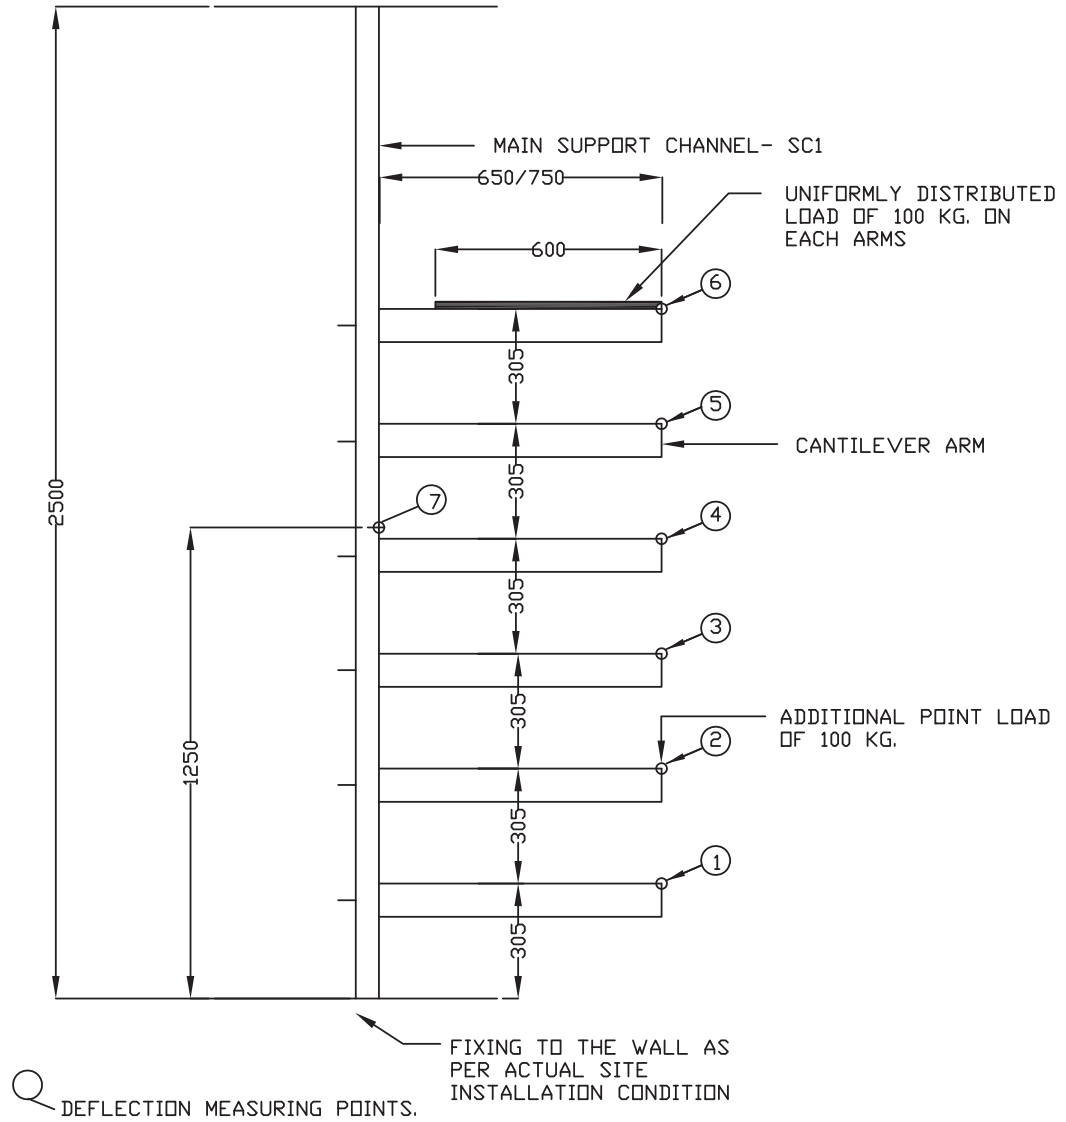 MAIN SUPPORT CHANNEL- SC1
650/750
UNIFORMLY DISTRIBUTED
LOAD OF 100 KG. ON
EACH ARMS
600
6
305
5
CANTILEVER ARM
305
2500
7
4
305
3
305
ADDITIONAL POINT LOAD
OF 100 KG.
2
1250
305
1
305
FIXING TO THE WALL AS
PER ACTUAL SITE
INSTALLATION CONDITION
DEFLECTION MEASURING POINTS.